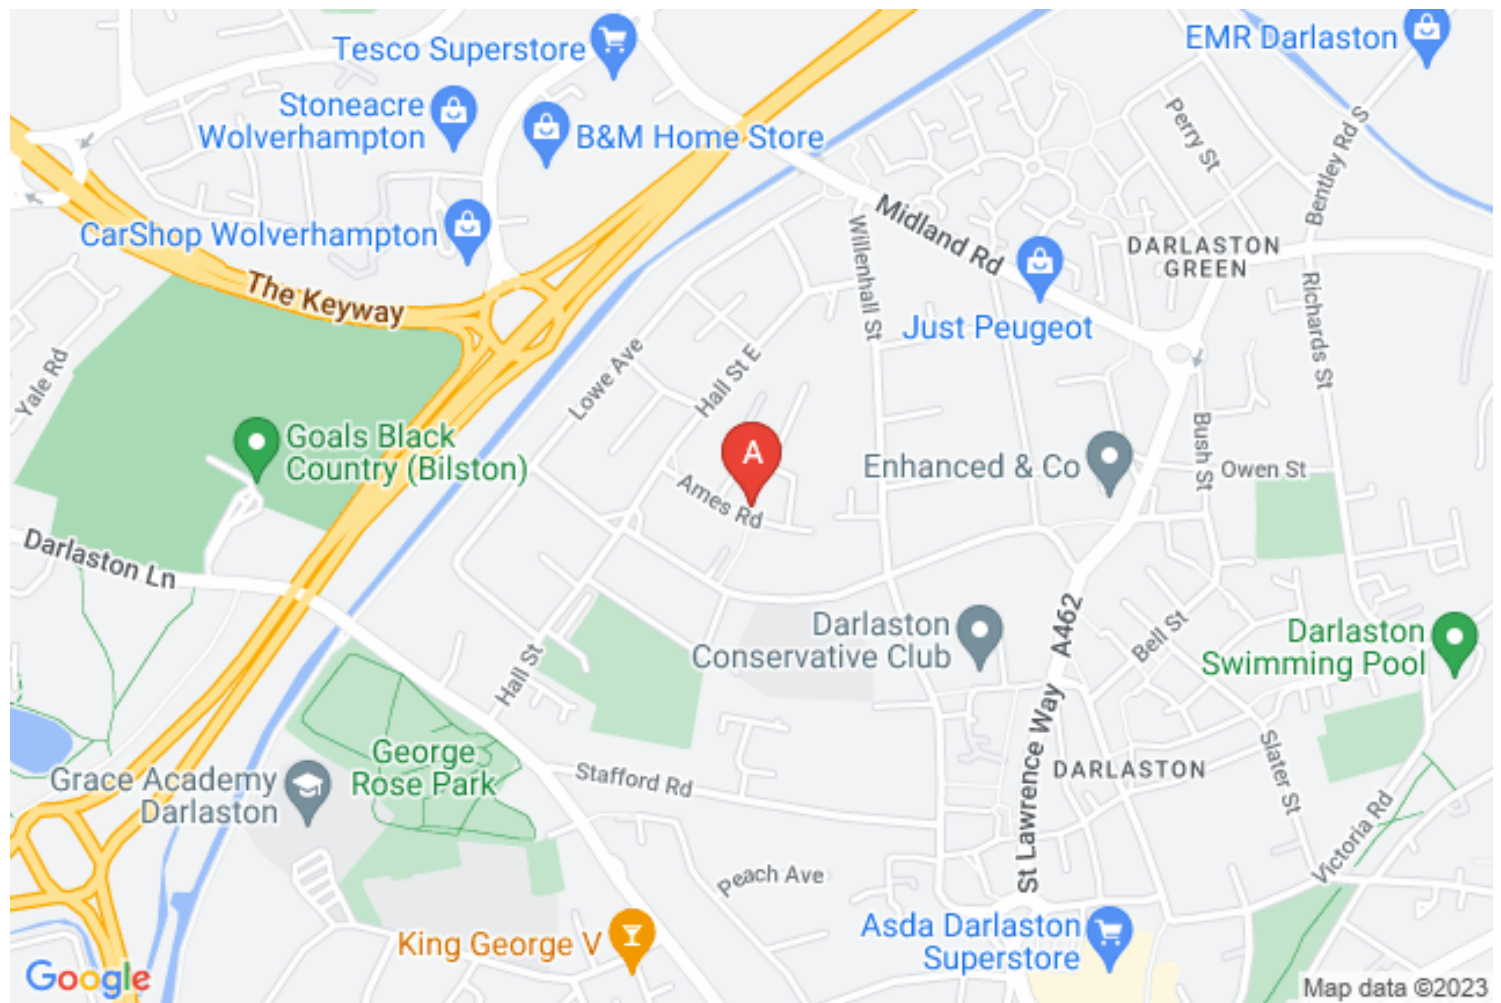 Tesco Superstore
EMR Darlaston
Stoneacre
Wolverhampton
B&M Home Store
Perry St
Bentley Rd S
CarShop Wolverhampton
Midland Rd
Willenhall St
DARLASTON
GREEN
The Keyway
Just Peugeot
Richards St
Yale Rd
Lowe Ave
Hall St E
Goals Black
Country (Bilston)
A
Enhanced & Co
Bush St
Owen St
Ames Rd
Darlaston Ln
Darlaston
Conservative Club
A462
Bell St
Darlaston
Swimming Pool
Hall St
St Lawrence Way
George
Rose Park
Grace Academy
Darlaston
Stafford Rd
DARLASTON
Slater St
Victoria Rd
Peach Ave
King George V
Asda Darlaston
Superstore
Google
Map data ©2023